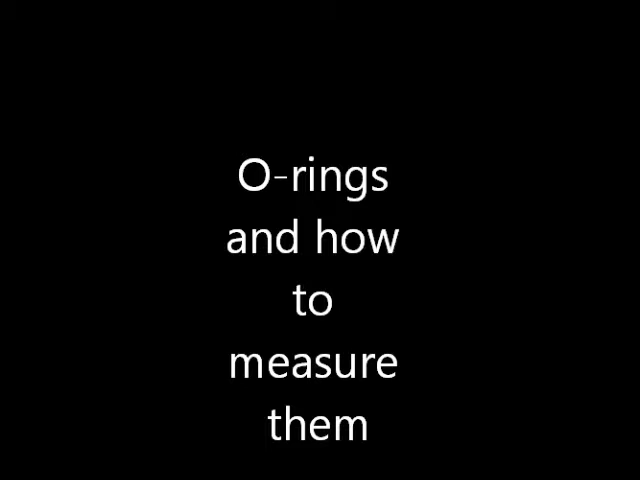 O-rings
and how
to
measure
them